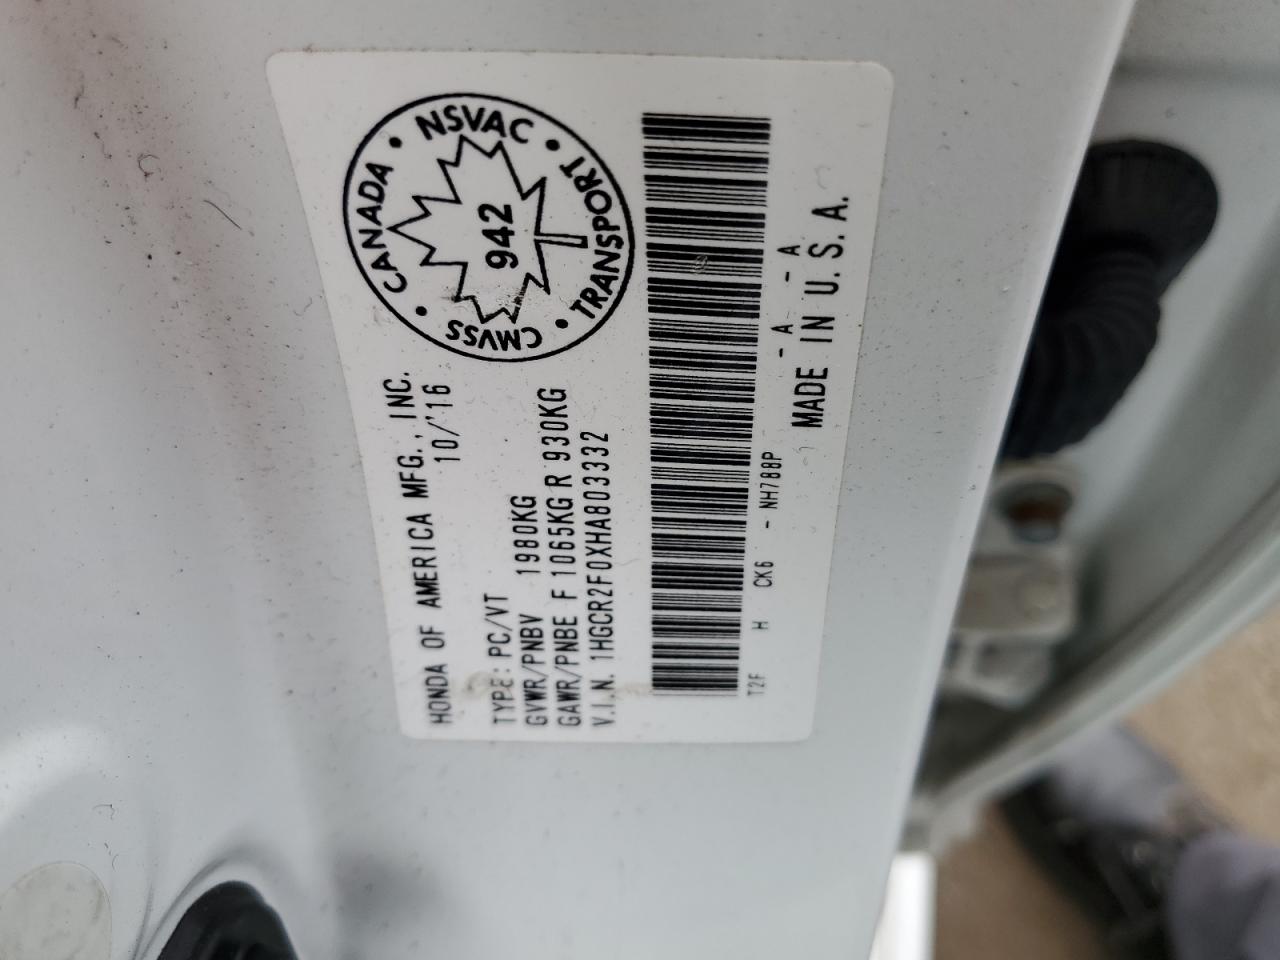 HONDA OF AMERICA MFG., INC.
10/'16
TYPE: PC/VT
GVWR/PNBV 1980KG
GAWR/PNBE F 1065KG R 930KG
V.I.N. 1HGCR2F0XHA803332
CANADA • NSVAC • TRANSPORT • CMVSS •
942
T2F H CK6 - NH788P - A - A
MADE IN U.S.A.